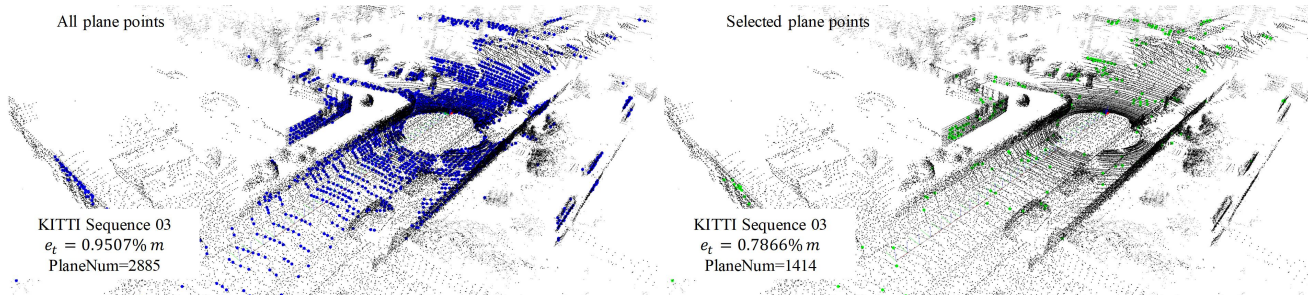 All plane points
KITTI Sequence 03
e_t = 0.9507% m
PlaneNum=2885
Selected plane points
KITTI Sequence 03
e_t = 0.7866% m
PlaneNum=1414